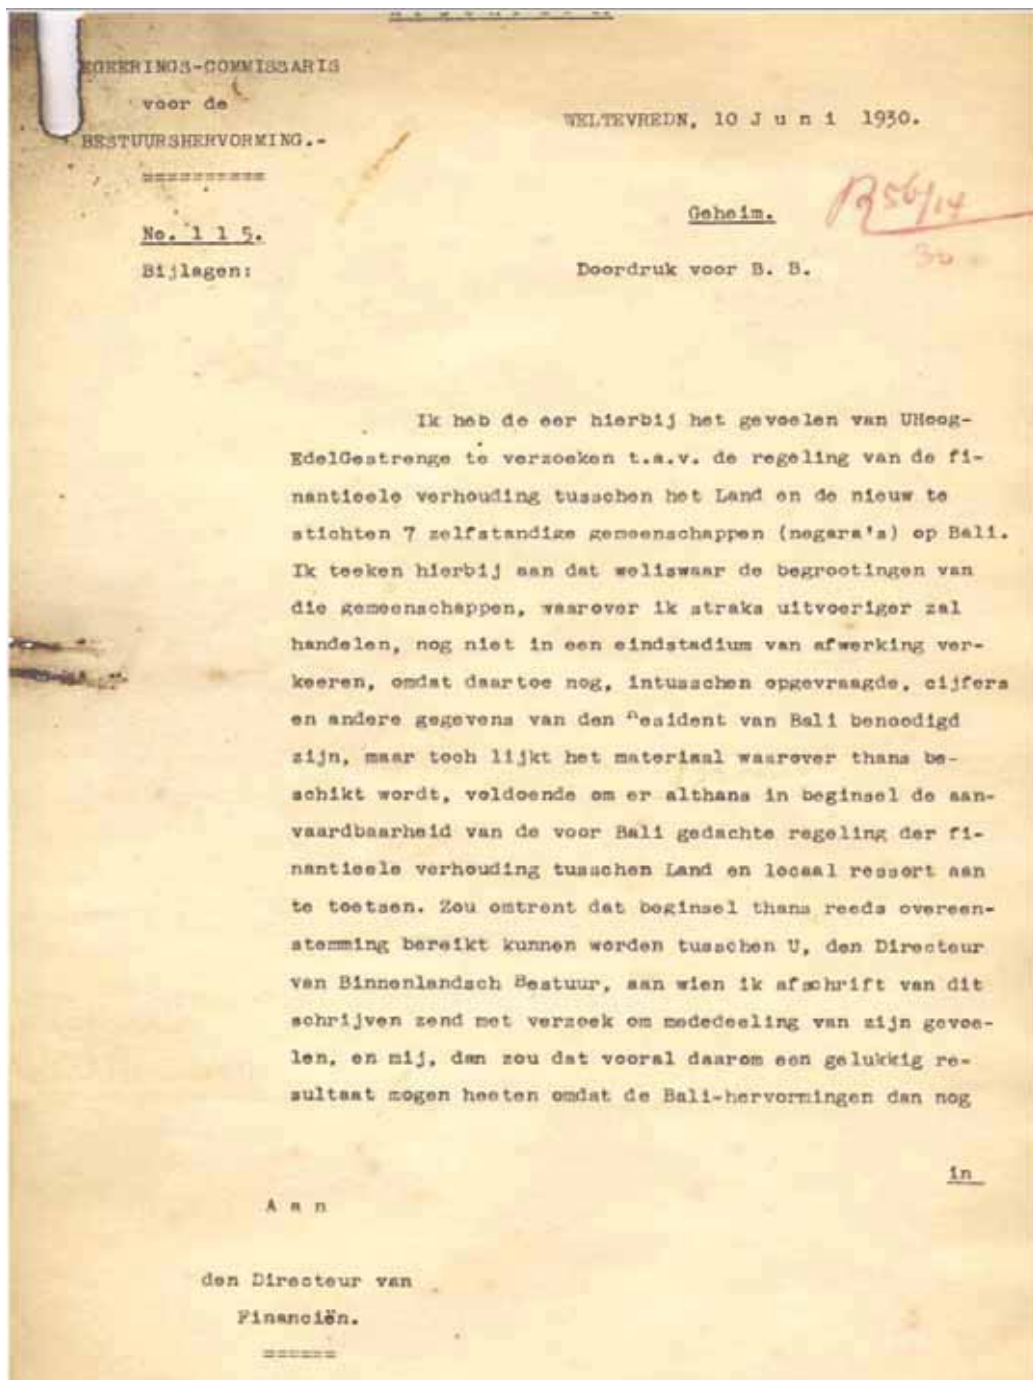 EGEERINGS-COMMISSARIS
voor de
BESTUURSHERVORMING.-
==========
WELTEVREDN, 10 J u n i 1930.
No. 1 1 5.
Bijlagen:
Geheim.
56/14
30
Doordruk voor B. B.
Ik heb de eer hierbij het gevoelen van UHoog-
EdelGestrenge te verzoeken t.a.v. de regeling van de fi-
nantieele verhouding tusschen het Land en de nieuw te
stichten 7 zelfstandige gemeenschappen (negara's) op Bali.
Ik teeken hierbij aan dat weliswaar de begrootingen van
die gemeenschappen, waarover ik straks uitvoeriger zal
handelen, nog niet in een eindstadium van afwerking ver-
keeren, omdat daartoe nog, intusschen opgevraagde, cijfers
en andere gegevens van den Resident van Bali benoodigd
zijn, maar toch lijkt het materiaal waarover thans be-
schikt wordt, voldoende om er althans in beginsel de aan-
vaardbaarheid van de voor Bali gedachte regeling der fi-
nantieele verhouding tusschen Land en locaal ressort aan
te toetsen. Zou omtrent dat beginsel thans reeds overeen-
stemming bereikt kunnen worden tusschen U, den Directeur
van Binnenlandsch Bestuur, aan wien ik afschrift van dit
schrijven zend met verzoek om mededeeling van zijn gevoe-
len, en mij, dan zou dat vooral daarom een gelukkig re-
sultaat mogen heeten omdat de Bali-hervormingen dan nog
in
A a n
den Directeur van
Financiën.
======